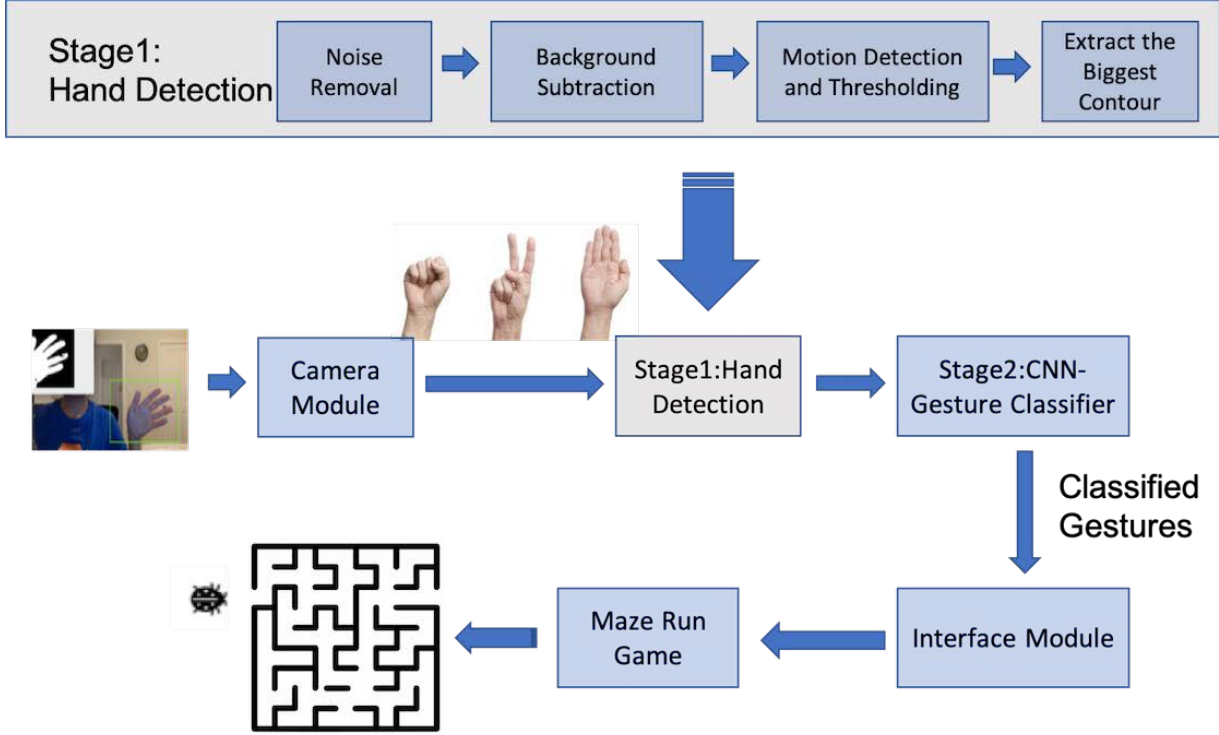 Stage1:
Hand Detection
Noise
Removal
Background
Subtraction
Motion Detection
and Thresholding
Extract the
Biggest
Contour
Camera
Module
Stage1:Hand
Detection
Stage2:CNN-
Gesture Classifier
Classified
Gestures
Interface Module
Maze Run
Game